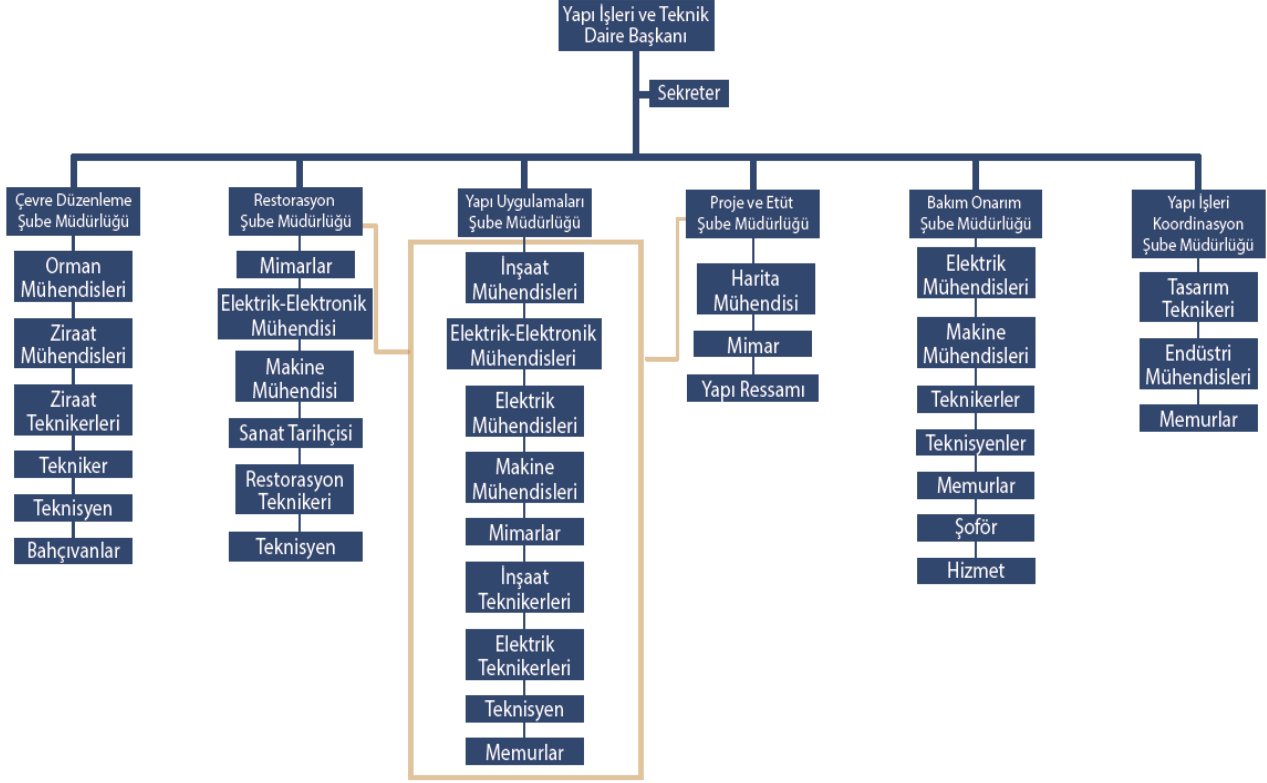 Yapı İşleri ve Teknik
Daire Başkanı
Sekreter
Çevre Düzenleme
Şube Müdürlüğü
Orman
Mühendisleri
Ziraat
Mühendisleri
Ziraat
Teknikerleri
Tekniker
Teknisyen
Bahçıvanlar
Restorasyon
Şube Müdürlüğü
Mimarlar
Elektrik-Elektronik
Mühendisi
Makine
Mühendisi
Sanat Tarihçisi
Restorasyon
Teknikeri
Teknisyen
Yapı Uygulamaları
Şube Müdürlüğü
İnşaat
Mühendisleri
Elektrik-Elektronik
Mühendisleri
Elektrik
Mühendisleri
Makine
Mühendisleri
Mimarlar
İnşaat
Teknikerleri
Elektrik
Teknikerleri
Teknisyen
Memurlar
Proje ve Etüt
Şube Müdürlüğü
Harita
Mühendisi
Mimar
Yapı Ressamı
Bakım Onarım
Şube Müdürlüğü
Elektrik
Mühendisleri
Makine
Mühendisleri
Teknikerler
Teknisyenler
Memurlar
Şoför
Hizmet
Yapı İşleri
Koordinasyon
Şube Müdürlüğü
Tasarım
Teknikeri
Endüstri
Mühendisleri
Memurlar